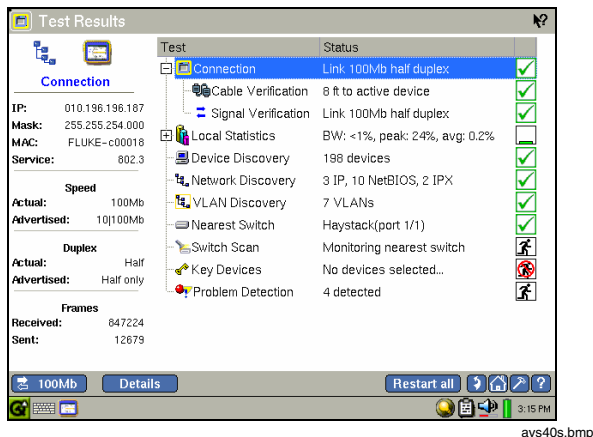 Test Results
Connection
IP: 010.196.196.187
Mask: 255.255.254.000
MAC: FLUKE-c00018
Service: 802.3
Speed
Actual: 100Mb
Advertised: 10|100Mb
Duplex
Actual: Half
Advertised: Half only
Frames
Received: 847224
Sent: 12679
Test Status
Connection Link 100Mb half duplex
Cable Verification 8 ft to active device
Signal Verification Link 100Mb half duplex
Local Statistics BW: <1%, peak: 24%, avg: 0.2%
Device Discovery 198 devices
Network Discovery 3 IP, 10 NetBIOS, 2 IPX
VLAN Discovery 7 VLANs
Nearest Switch Haystack(port 1/1)
Switch Scan Monitoring nearest switch
Key Devices No devices selected...
Problem Detection 4 detected
100Mb Details Restart all ?
3:15 PM
avs40s.bmp